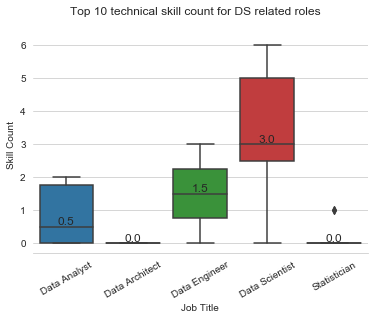 Top 10 technical skill count for DS related roles
6
5
4
3
2
1
0
Skill Count
0.5
0.0
1.5
3.0
0.0
Data Analyst
Data Architect
Data Engineer
Data Scientist
Statistician
Job Title